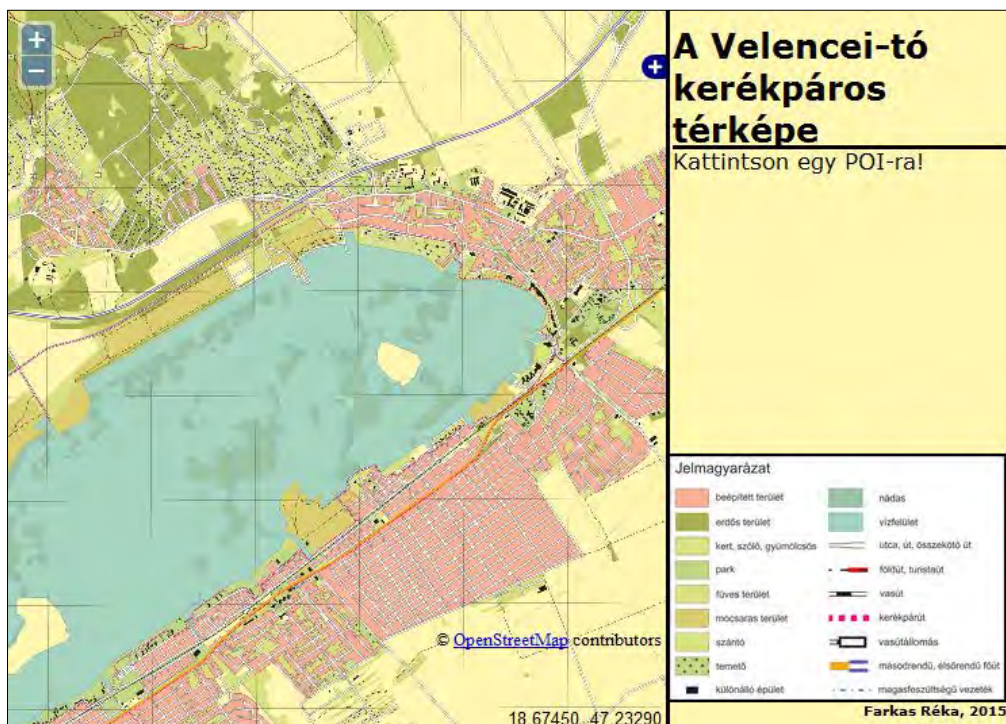 +
−
+
A Velencei-tó
kerékpáros
térképe
Kattintson egy POI-ra!
Jelmagyarázat
beépített terület
erdős terület
kert, szőlő, gyümölcsös
park
füves terület
mocsaras terület
szántó
temető
különálló épület
nádas
vízfelület
utca, út, összekötő út
földút, turistaút
vasút
kerékpárút
vasútállomás
másodrendű, elsőrendű főút
magasfeszültségű vezeték
© OpenStreetMap contributors
18.67450, 47.23290
Farkas Réka, 2015